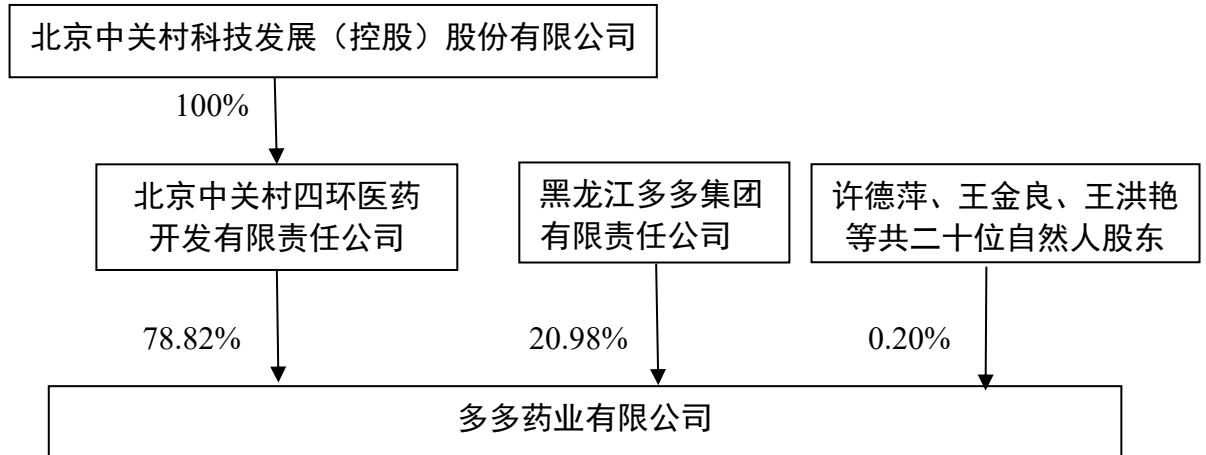 北京中关村科技发展（控股）股份有限公司
100%
北京中关村四环医药
开发有限责任公司
黑龙江多多集团
有限责任公司
许德萍、王金良、王洪艳
等共二十位自然人股东
78.82%
20.98%
0.20%
多多药业有限公司